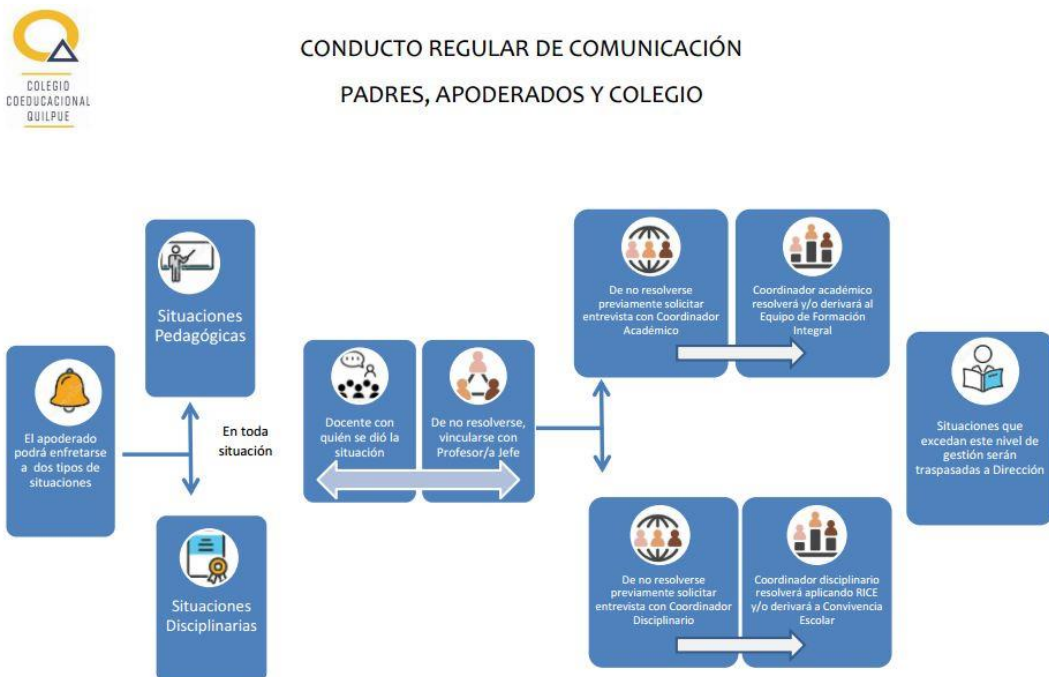 COLEGIO
COEDUCACIONAL
QUILPUE
CONDUCTO REGULAR DE COMUNICACIÓN
PADRES, APODERADOS Y COLEGIO
El apoderado
podrá enfretarse
a dos tipos de
situaciones
Situaciones
Pedagógicas
En toda
situación
Situaciones
Disciplinarias
Docente con
quién se dió la
situación
De no resolverse,
vincularse con
Profesor/a Jefe
De no resolverse
previamente solicitar
entrevista con Coordinador
Académico
Coordinador académico
resolverá y/o derivará al
Equipo de Formación
Integral
De no resolverse
previamente solicitar
entrevista con Coordinador
Disciplinario
Coordinador disciplinario
resolverá aplicando RICE
y/o derivará a Convivencia
Escolar
Situaciones que
excedan este nivel de
gestión serán
traspasadas a Dirección